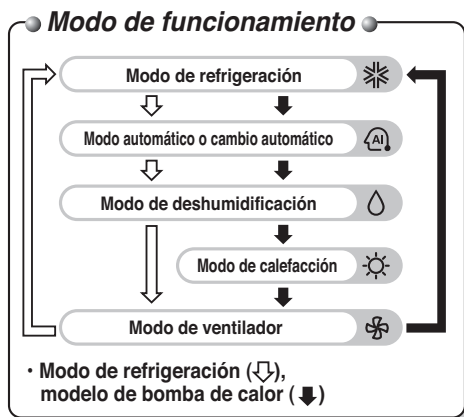 Modo de funcionamiento
Modo de refrigeración
Modo automático o cambio automático
AI
Modo de deshumidificación
Modo de calefacción
Modo de ventilador
· Modo de refrigeración (⇩),
modelo de bomba de calor (⬇)